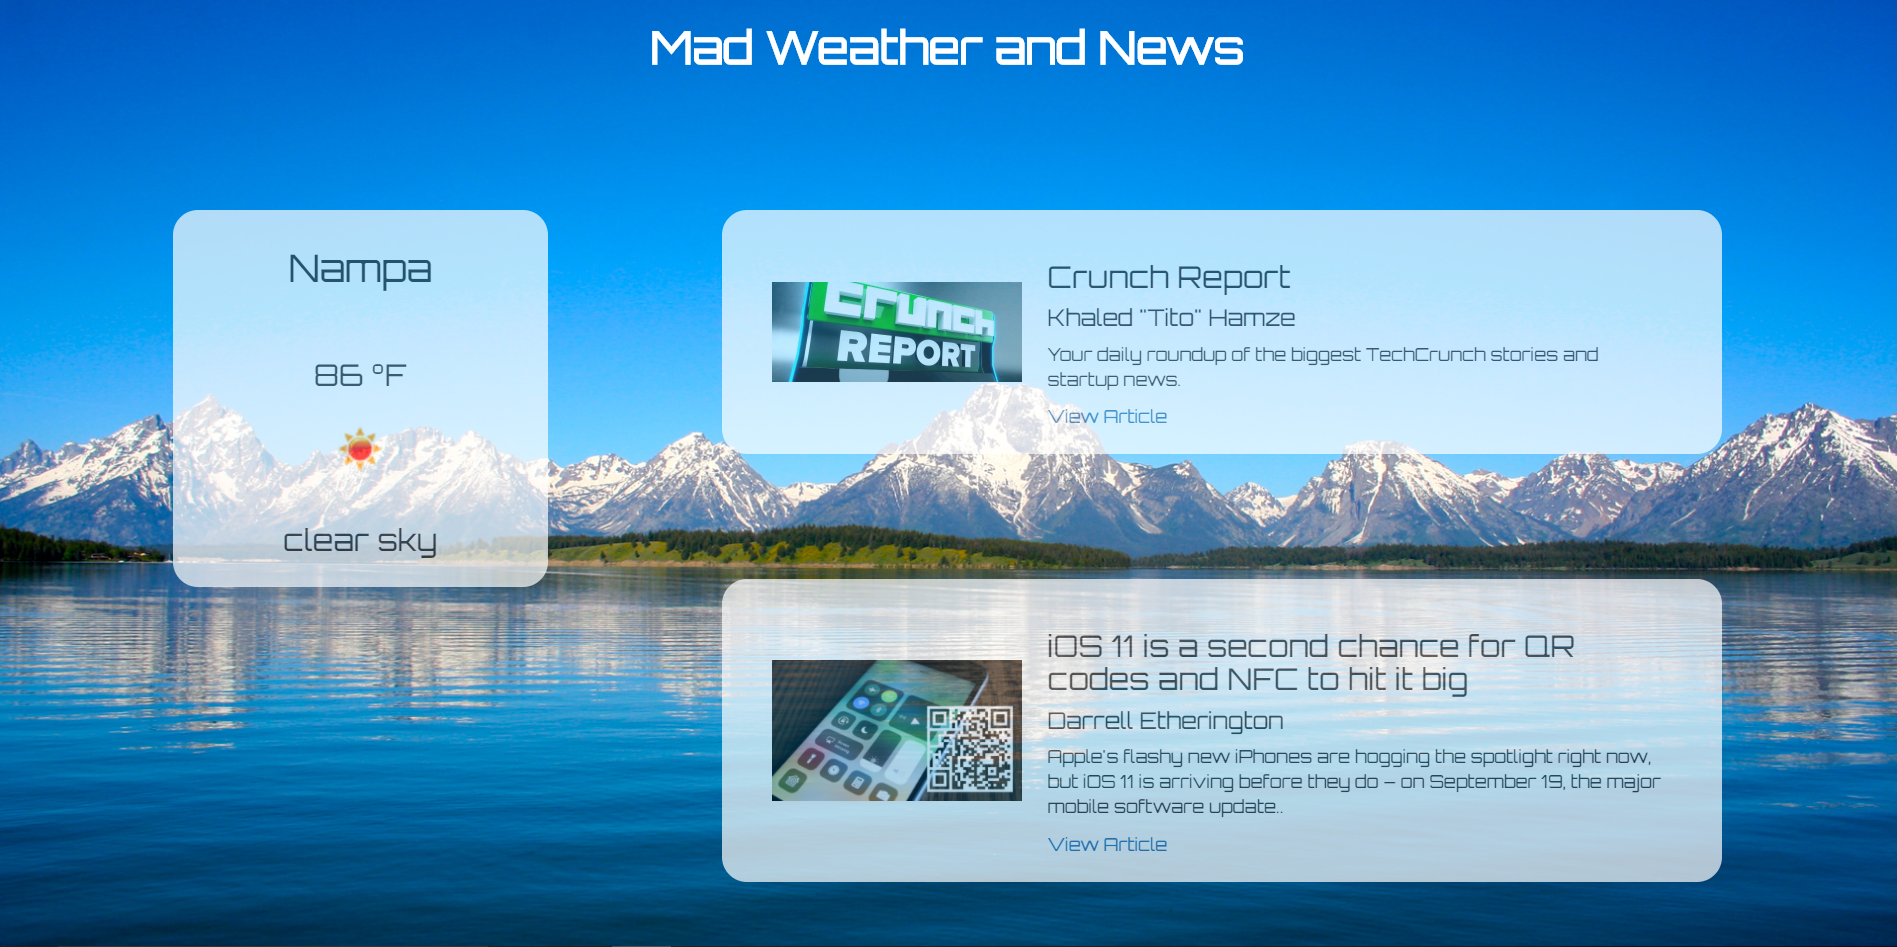 Mad Weather and News
Nampa
86 °F
clear sky
crunch
REPORT
Crunch Report
Khaled "Tito" Hamze
Your daily roundup of the biggest TechCrunch stories and
startup news.
View Article
iOS 11 is a second chance for QR
codes and NFC to hit it big
Darrell Etherington
Apple's flashy new iPhones are hogging the spotlight right now,
but iOS 11 is arriving before they do – on September 19, the major
mobile software update..
View Article